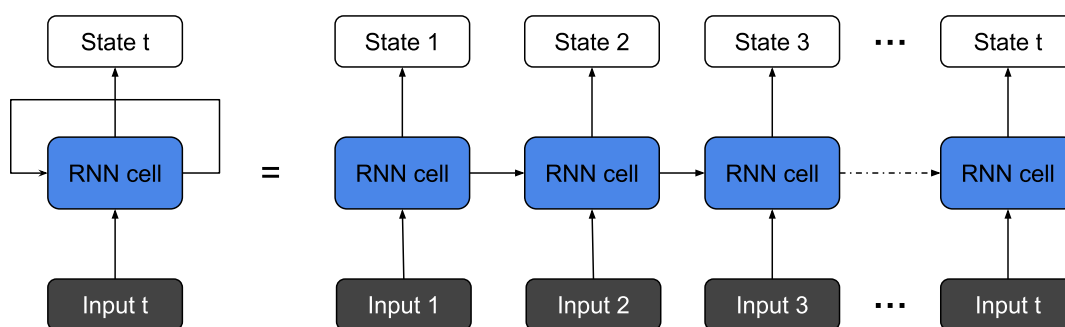 State t
State 1
State 2
State 3
...
State t
RNN cell
=
RNN cell
RNN cell
RNN cell
RNN cell
Input t
Input 1
Input 2
Input 3
...
Input t